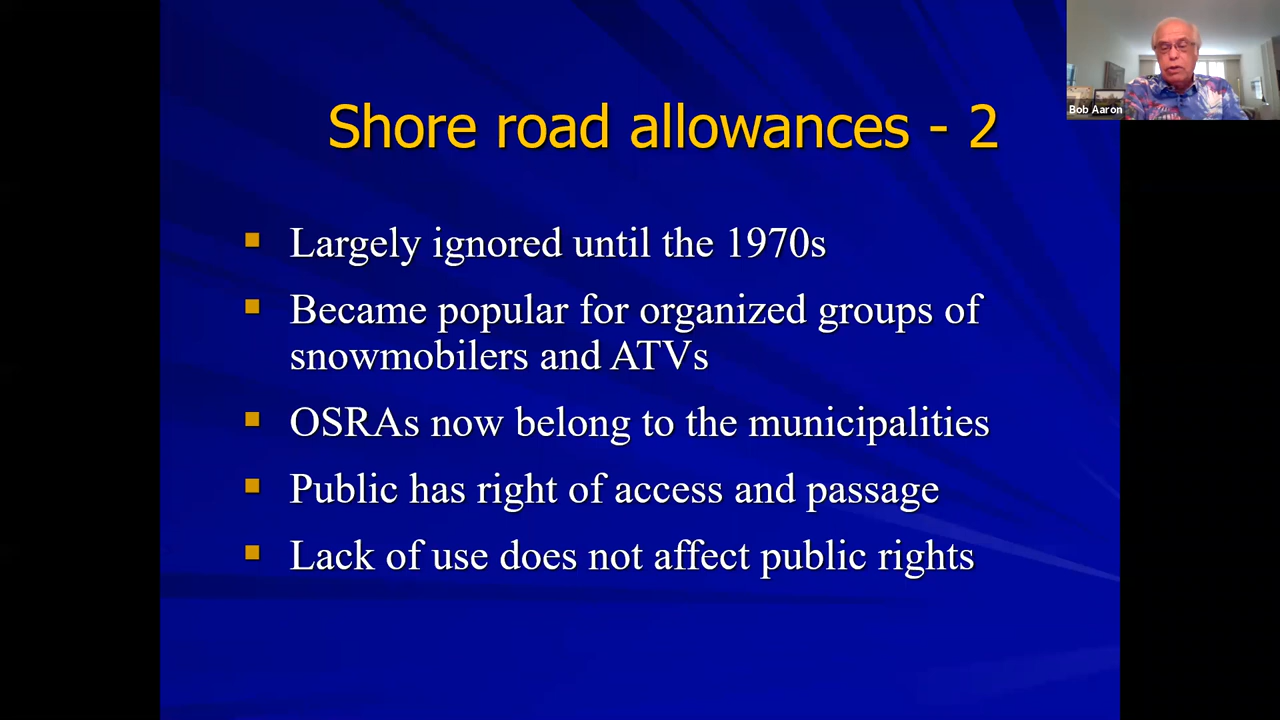 Shore road allowances - 2
Bob Aaron
Largely ignored until the 1970s
Became popular for organized groups of
snowmobilers and ATVs
OSRAs now belong to the municipalities
Public has right of access and passage
Lack of use does not affect public rights